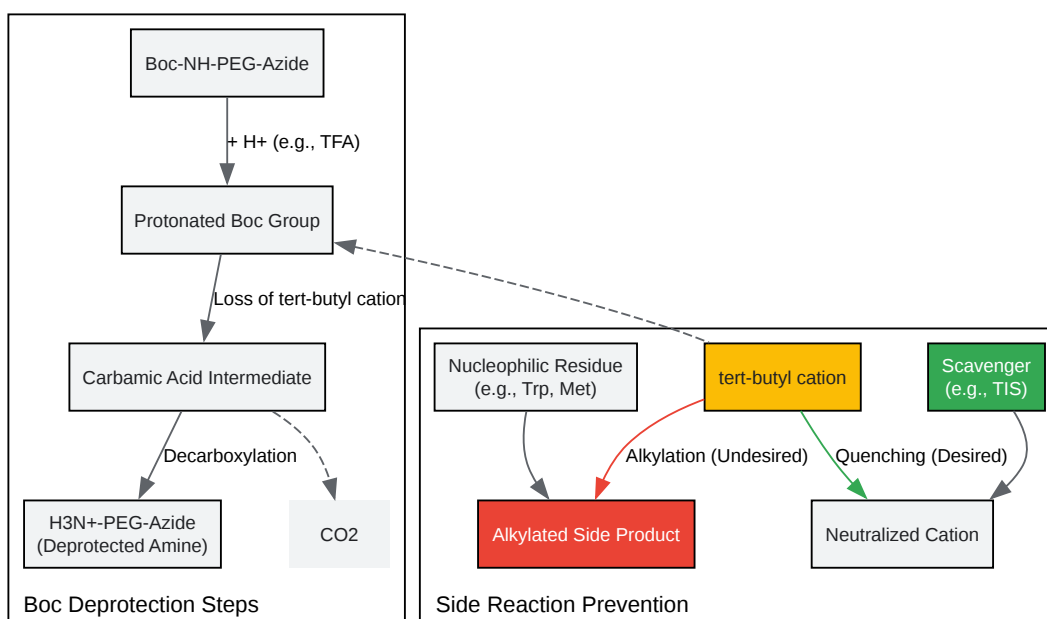 Boc-NH-PEG-Azide
+ H+ (e.g., TFA)
Protonated Boc Group
Loss of tert-butyl cation
Carbamic Acid Intermediate
Decarboxylation
H3N+-PEG-Azide
(Deprotected Amine)
CO2
Boc Deprotection Steps
Nucleophilic Residue
(e.g., Trp, Met)
tert-butyl cation
Scavenger
(e.g., TIS)
Alkylation (Undesired)
Quenching (Desired)
Alkylated Side Product
Neutralized Cation
Side Reaction Prevention